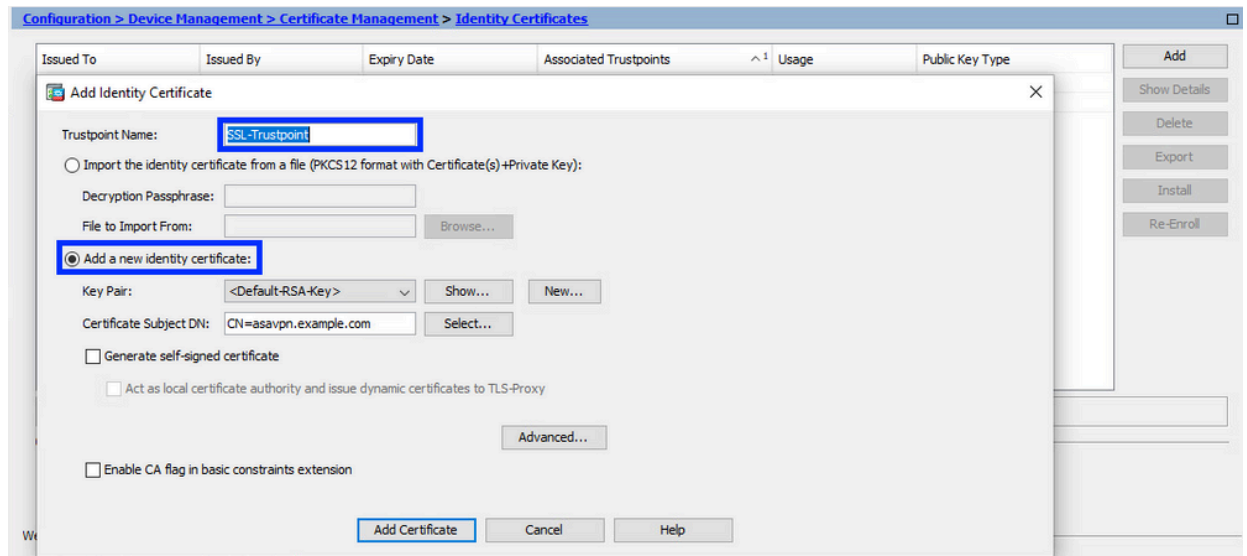 Configuration > Device Management > Certificate Management > Identity Certificates
Issued To Issued By Expiry Date Associated Trustpoints 1 Usage Public Key Type
Add
Add Identity Certificate
Show Details
Trustpoint Name: SSL-Trustpoint
Delete
Import the identity certificate from a file (PKCS12 format with Certificate(s)+Private Key):
Export
Decryption Passphrase:
Install
File to Import From: Browse...
Re-Enroll
Add a new identity certificate:
Key Pair: <Default-RSA-Key> Show... New...
Certificate Subject DN: CN=asavpn.example.com Select...
Generate self-signed certificate
Act as local certificate authority and issue dynamic certificates to TLS-Proxy
Advanced...
Enable CA flag in basic constraints extension
Add Certificate Cancel Help